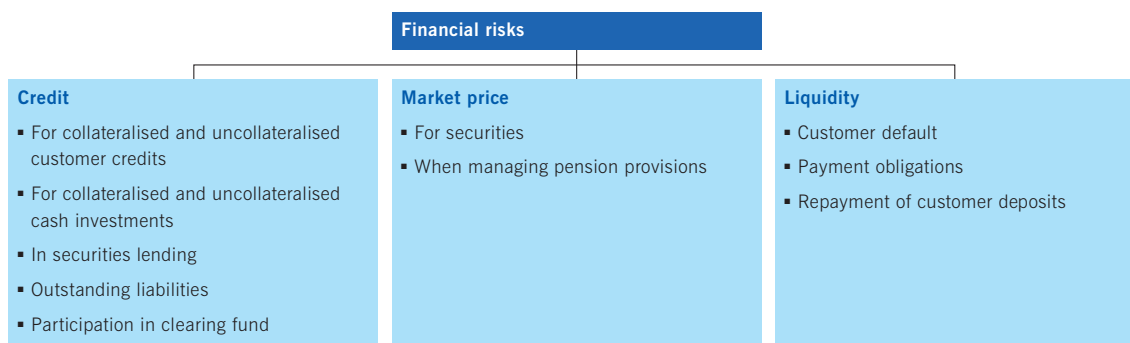 Financial risks
Credit
▪ For collateralised and uncollateralised
customer credits
▪ For collateralised and uncollateralised
cash investments
▪ In securities lending
▪ Outstanding liabilities
▪ Participation in clearing fund
Market price
▪ For securities
▪ When managing pension provisions
Liquidity
▪ Customer default
▪ Payment obligations
▪ Repayment of customer deposits